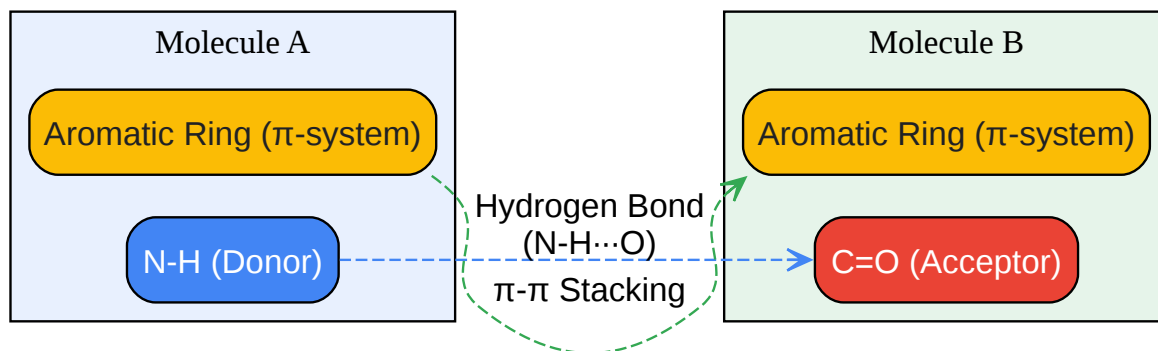 Molecule A
Aromatic Ring (π-system)
N-H (Donor)
Hydrogen Bond
(N-H···O)
π-π Stacking
Molecule B
Aromatic Ring (π-system)
C=O (Acceptor)